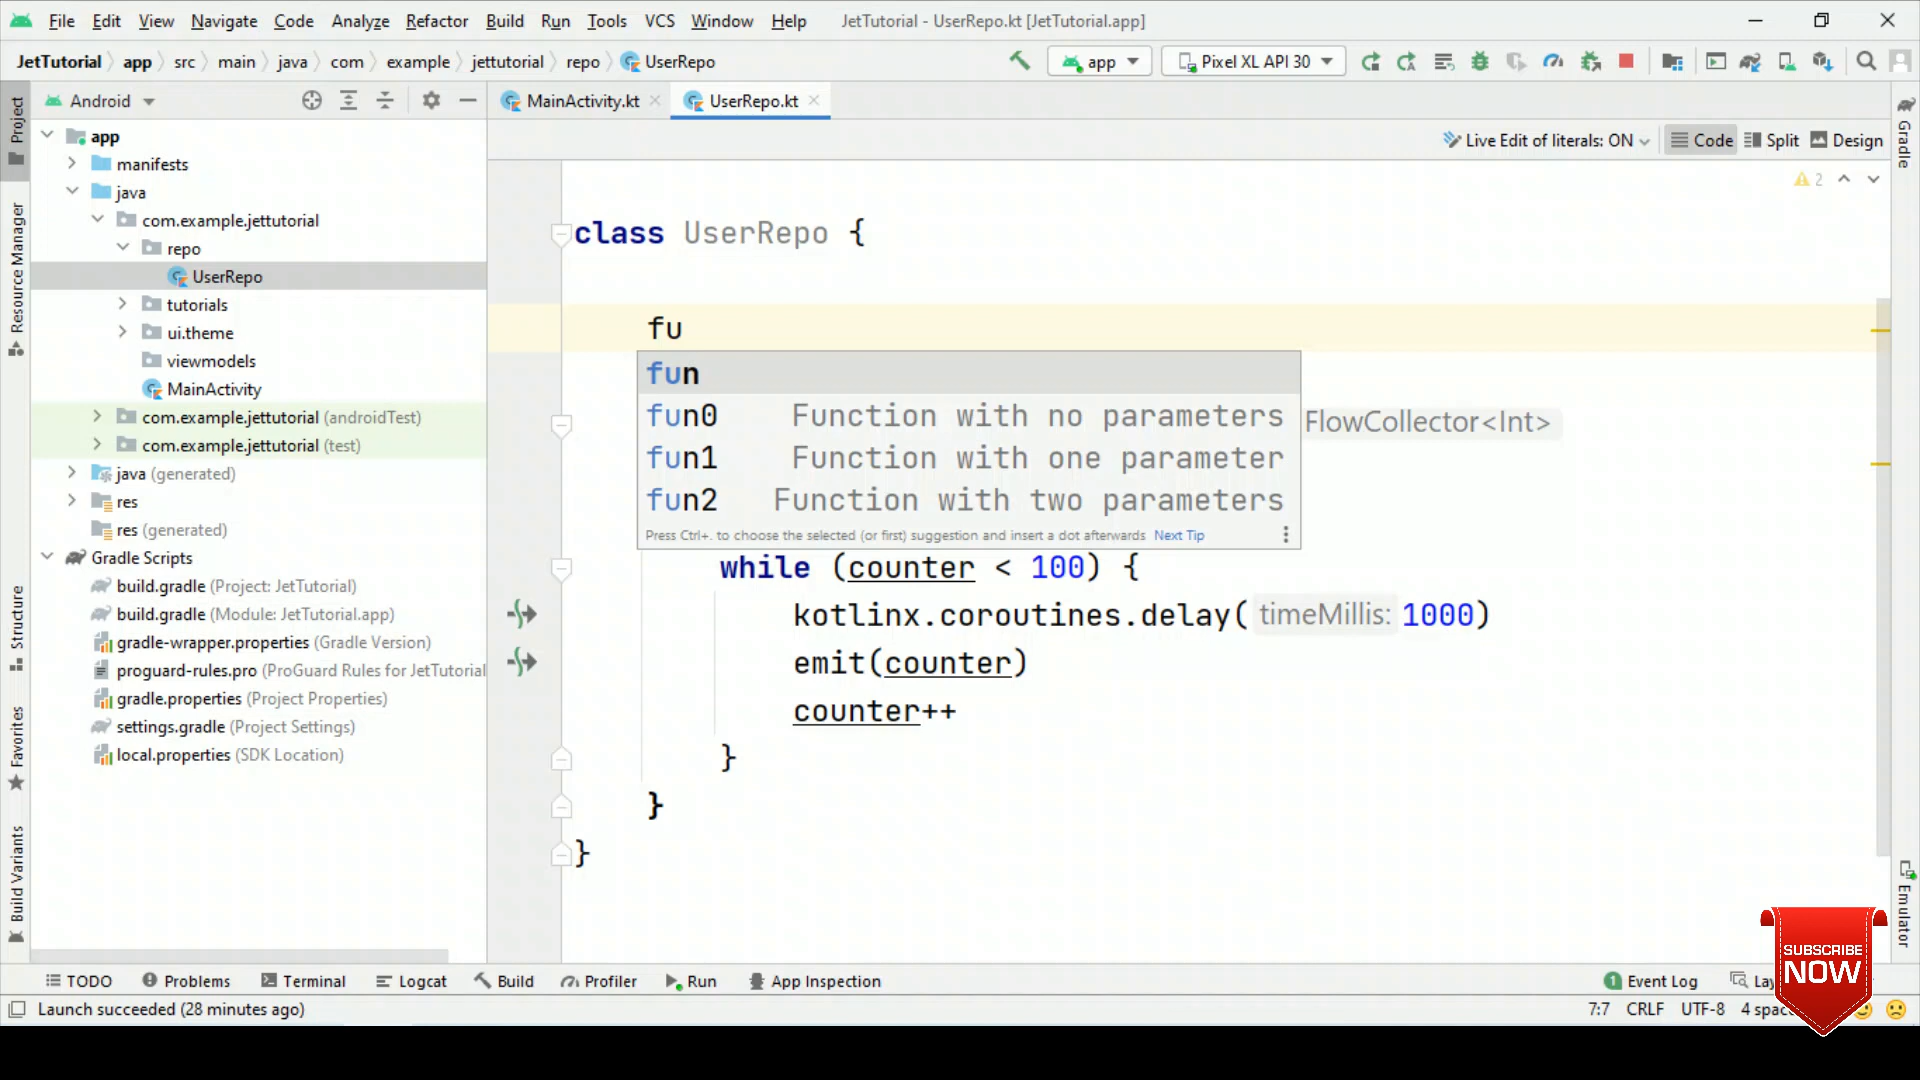 File Edit View Navigate Code Analyze Refactor Build Run Tools VCS Window Help JetTutorial - UserRepo.kt [JetTutorial.app]
JetTutorial app src main java com example jettutorial repo UserRepo app Pixel XL API 30
Project
Android
MainActivity.kt UserRepo.kt
Gradle
Live Edit of literals: ON Code Split Design
2
app
manifests
java
com.example.jettutorial
repo
UserRepo
tutorials
ui.theme
viewmodels
MainActivity
com.example.jettutorial (androidTest)
com.example.jettutorial (test)
java (generated)
res
res (generated)
Gradle Scripts
build.gradle (Project: JetTutorial)
build.gradle (Module: JetTutorial.app)
gradle-wrapper.properties (Gradle Version)
proguard-rules.pro (ProGuard Rules for JetTutorial
gradle.properties (Project Properties)
settings.gradle (Project Settings)
local.properties (SDK Location)
Resource Manager
Structure
Favorites
Build Variants
class UserRepo {
fu
fun
fun0 Function with no parameters FlowCollector<Int>
fun1 Function with one parameter
fun2 Function with two parameters
Press Ctrl+. to choose the selected (or first) suggestion and insert a dot afterwards Next Tip
while (counter < 100) {
kotlinx.coroutines.delay( timeMillis: 1000)
emit(counter)
counter++
}
}
}
Emulator
SUBSCRIBE
NOW
TODO Problems Terminal Logcat Build Profiler Run App Inspection 1 Event Log
Launch succeeded (28 minutes ago) 7:7 CRLF UTF-8 4